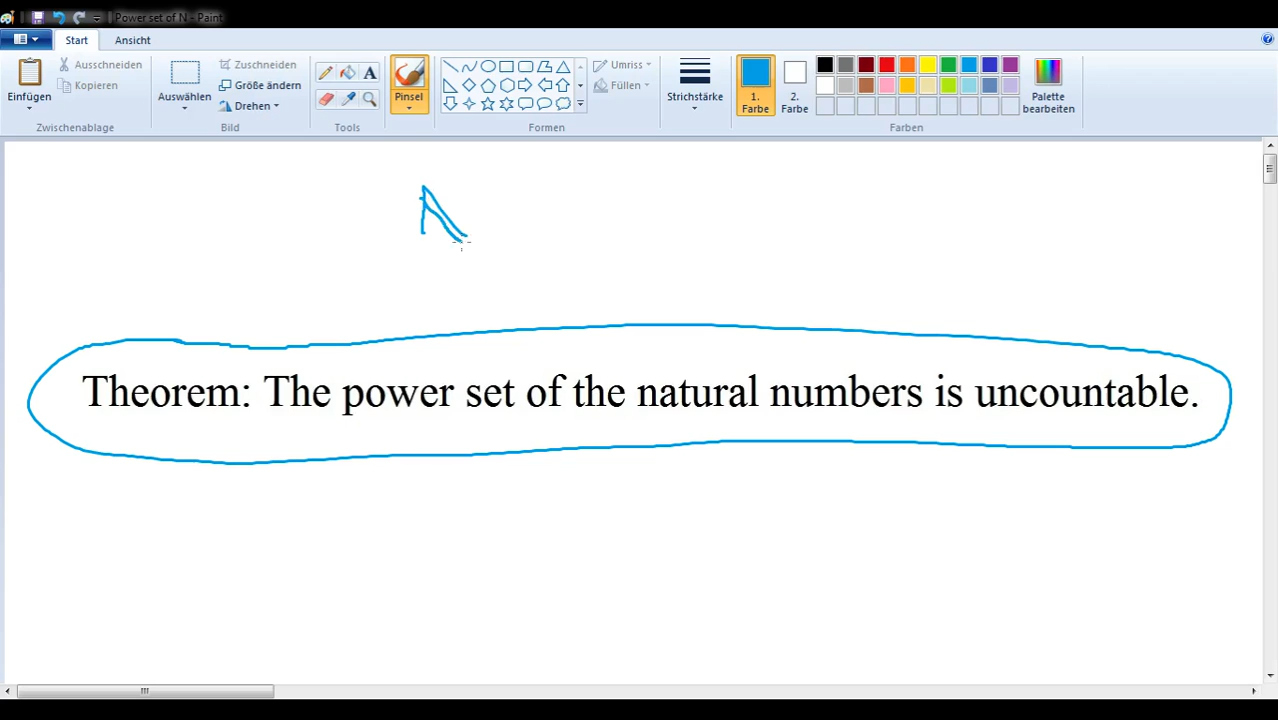 Power set of N - Paint
Start Ansicht
Einfügen
Ausschneiden
Kopieren
Zwischenablage
Auswählen
Zuschneiden
Größe ändern
Drehen
Bild
A
Tools
Pinsel
Umriss
Füllen
Formen
Strichstärke
1.
Farbe
2.
Farbe
Palette
bearbeiten
Farben
Theorem: The power set of the natural numbers is uncountable.